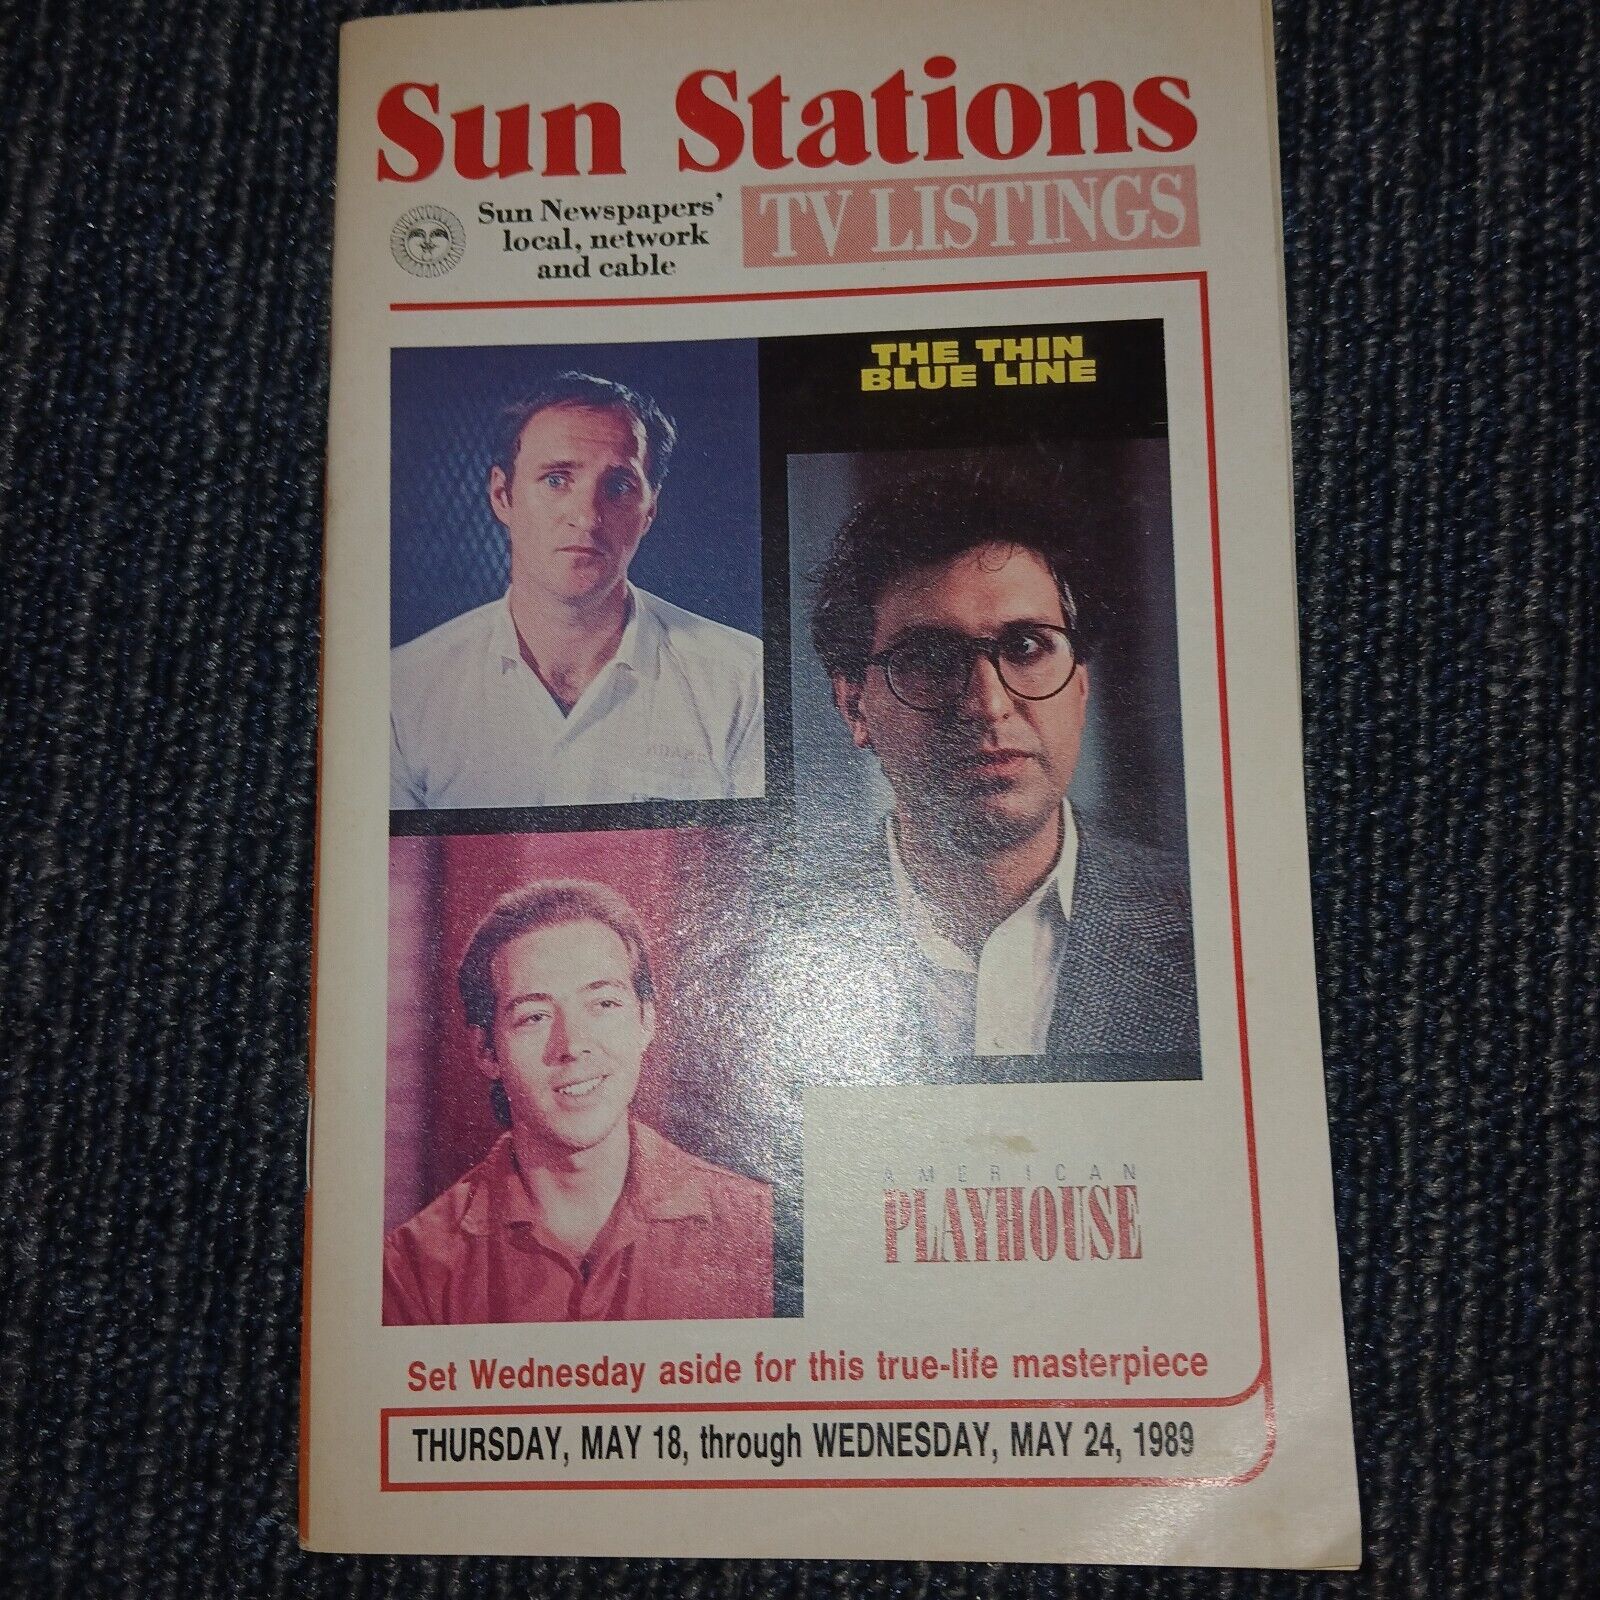 Sun Stations
Sun Newspapers'
local, network
and cable
TV LISTINGS
THE THIN
BLUE LINE
ADAMS
AMERICAN
PLAYHOUSE
Set Wednesday aside for this true-life masterpiece
THURSDAY, MAY 18, through WEDNESDAY, MAY 24, 1989